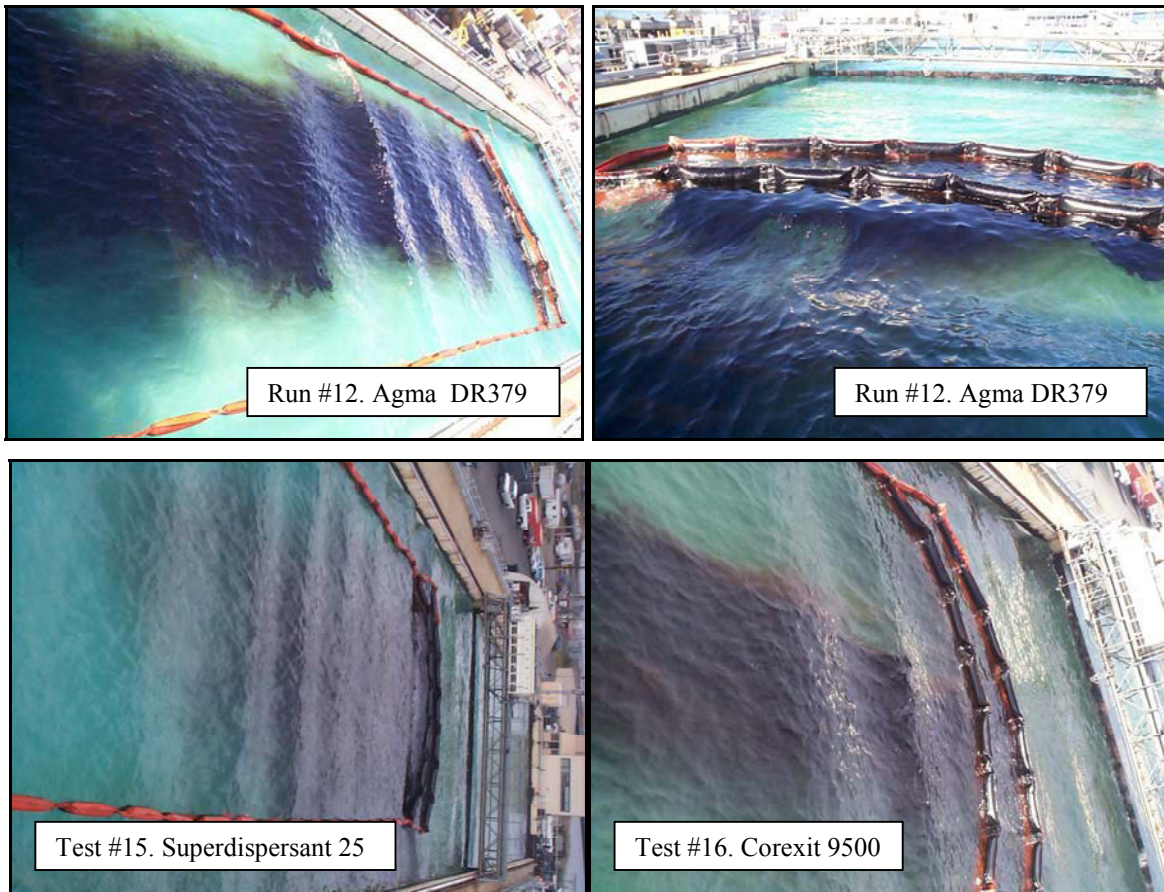 Run #12. Agma DR379
Run #12. Agma DR379
Test #15. Superdispersant 25
Test #16. Corexit 9500